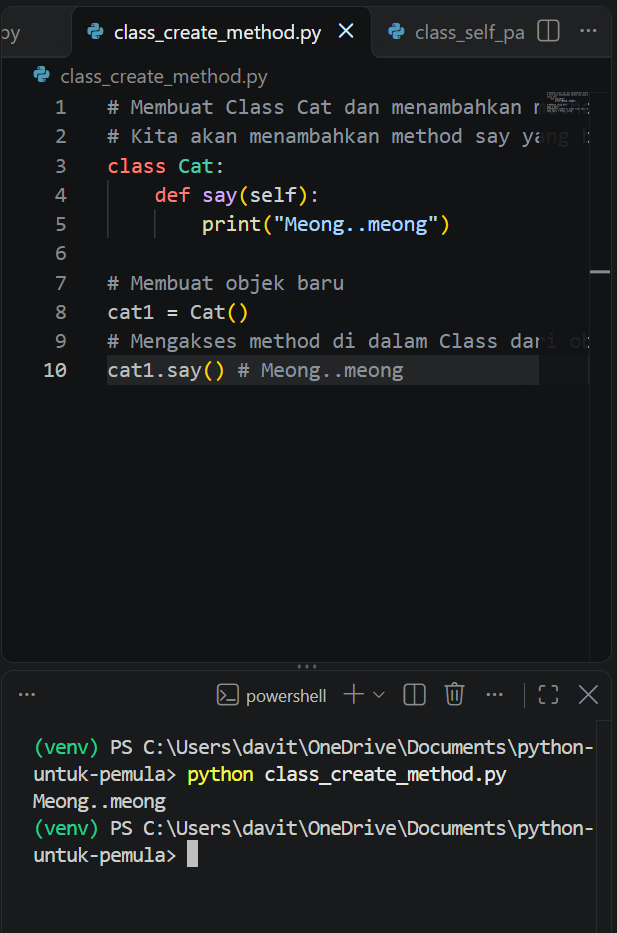 py class_create_method.py class_self_pa
class_create_method.py
1 # Membuat Class Cat dan menambahkan
2 # Kita akan menambahkan method say yang
3 class Cat:
4 def say(self):
5 print("Meong..meong")
6
7 # Membuat objek baru
8 cat1 = Cat()
9 # Mengakses method di dalam Class dari
10 cat1.say() # Meong..meong
powershell
(venv) PS C:\Users\davit\OneDrive\Documents\python-
untuk-pemula> python class_create_method.py
Meong..meong
(venv) PS C:\Users\davit\OneDrive\Documents\python-
untuk-pemula>